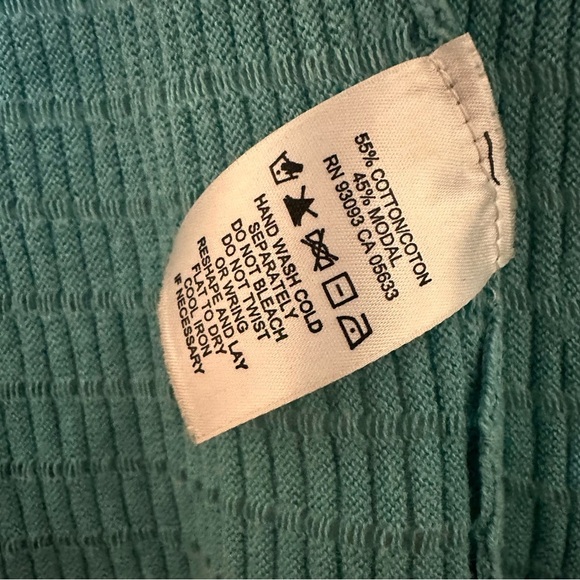 55% COTTON/COTON
45% MODAL
RN 93093 CA 05633
HAND WASH COLD
SEPARATELY
DO NOT BLEACH
DO NOT TWIST
OR WRING
RESHAPE AND LAY
FLAT TO DRY
COOL IRON
IF NECESSARY